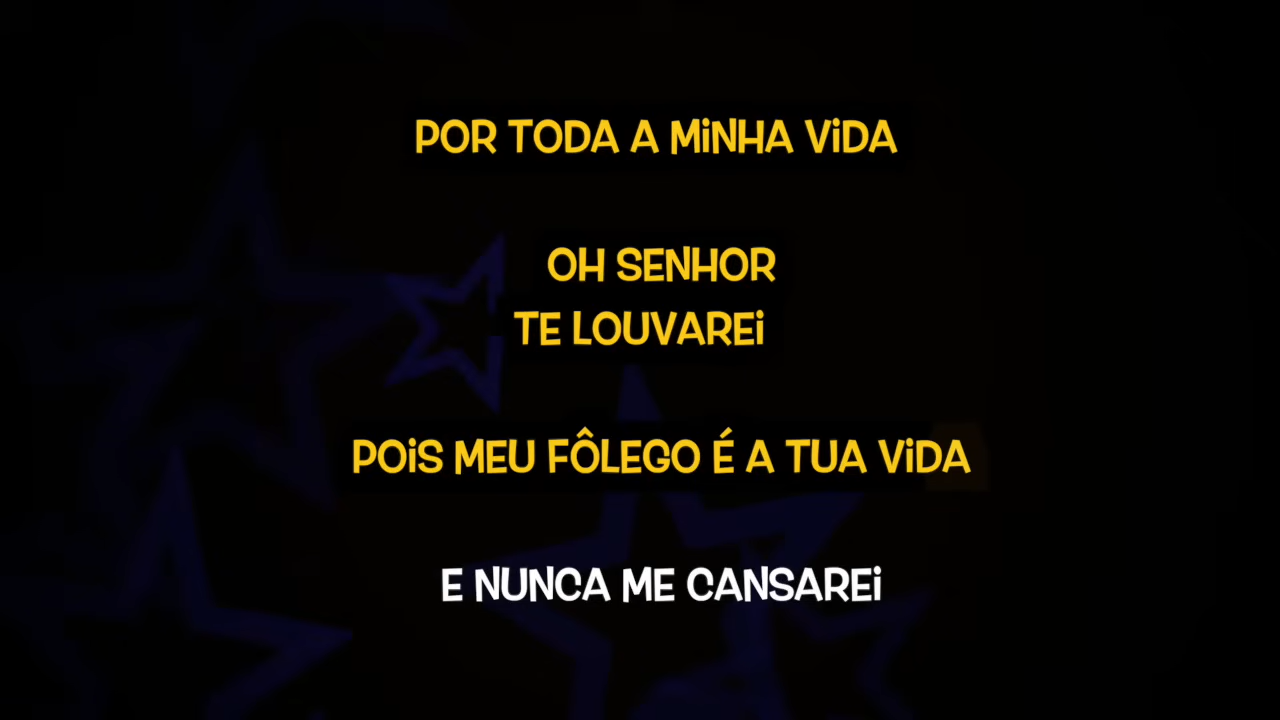 POR TODA A MiNHA ViDA
OH SENHOR
TE LOUVAREi
POiS MEU FÔLEGO É A TUA ViDA
E NUNCA ME CANSAREi